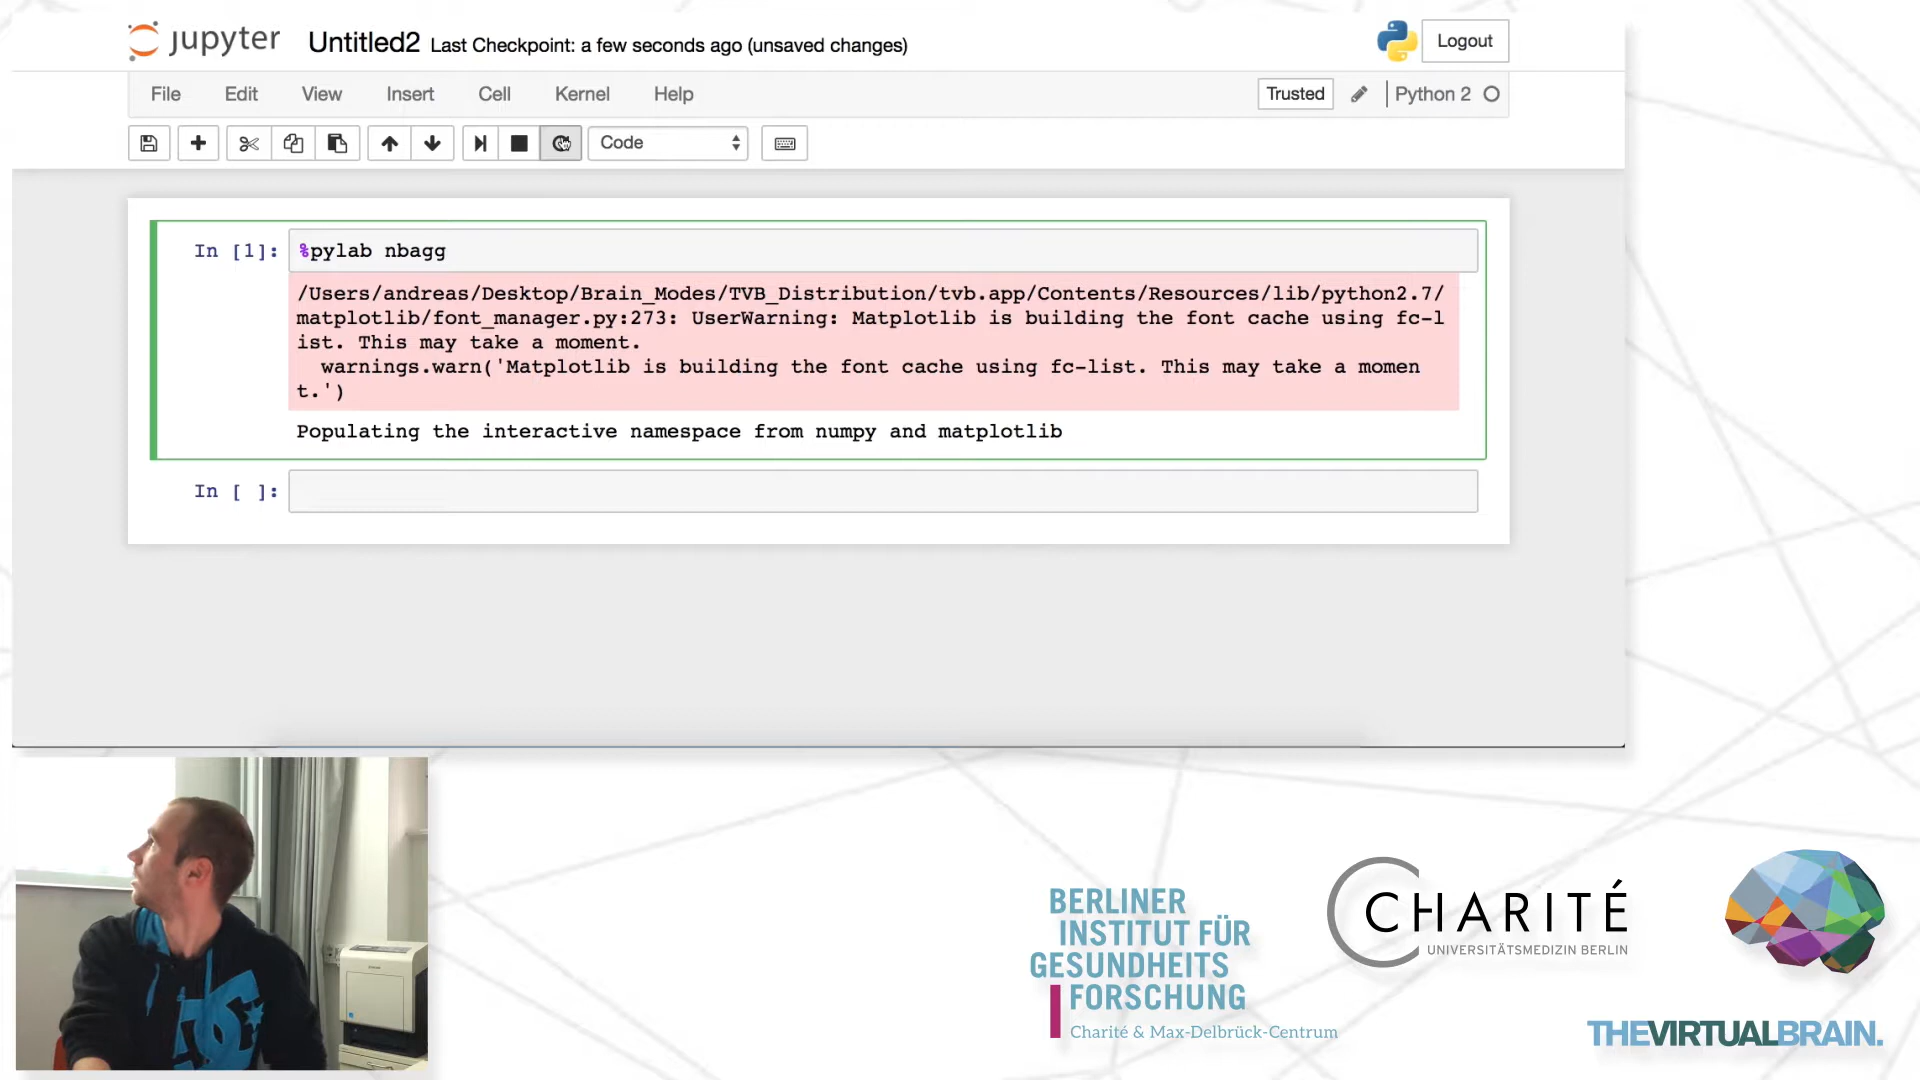 jupyter Untitled2 Last Checkpoint: a few seconds ago (unsaved changes)
Logout
File Edit View Insert Cell Kernel Help
Trusted Python 2
Code
In [1]: %pylab nbagg
/Users/andreas/Desktop/Brain_Modes/TVB_Distribution/tvb.app/Contents/Resources/lib/python2.7/
matplotlib/font_manager.py:273: UserWarning: Matplotlib is building the font cache using fc-l
ist. This may take a moment.
warnings.warn('Matplotlib is building the font cache using fc-list. This may take a momen
t.')
Populating the interactive namespace from numpy and matplotlib
In [ ]:
BERLINER
INSTITUT FÜR
GESUNDHEITS
FORSCHUNG
Charité & Max-Delbrück-Centrum
CHARITÉ
UNIVERSITÄTSMEDIZIN BERLIN
THEVIRTUALBRAIN.